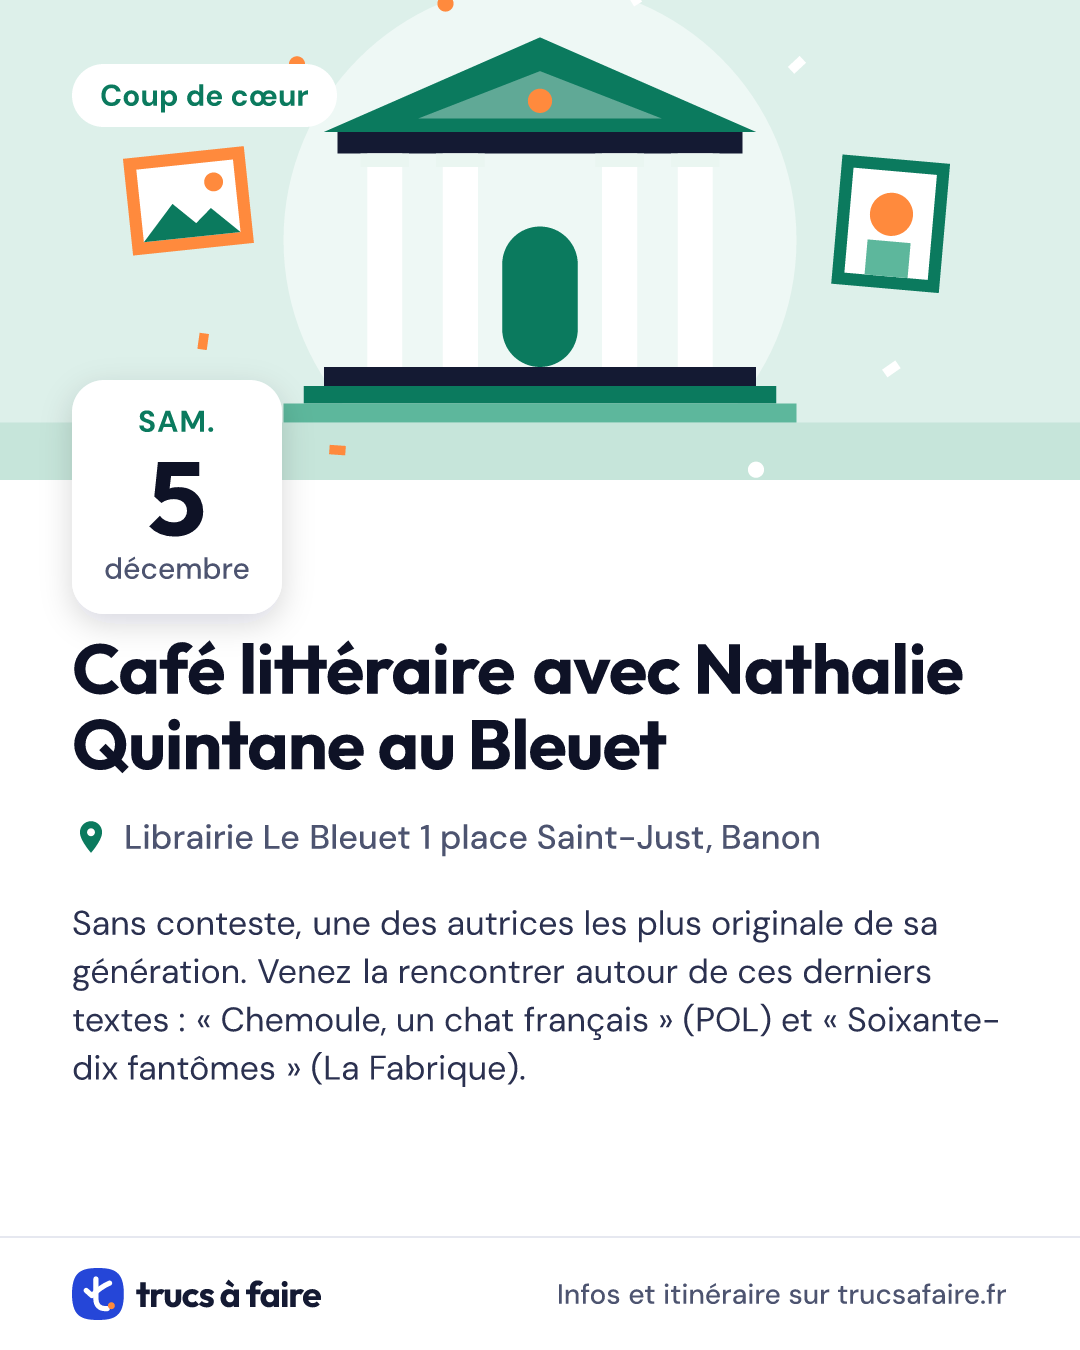 Coup de cœur
SAM.
5
décembre
Café littéraire avec Nathalie
Quintane au Bleuet
Librairie Le Bleuet 1 place Saint-Just, Banon
Sans conteste, une des autrices les plus originale de sa
génération. Venez la rencontrer autour de ces derniers
textes : « Chemoule, un chat français » (POL) et « Soixante-
dix fantômes » (La Fabrique).
trucs à faire
Infos et itinéraire sur trucsafaire.fr